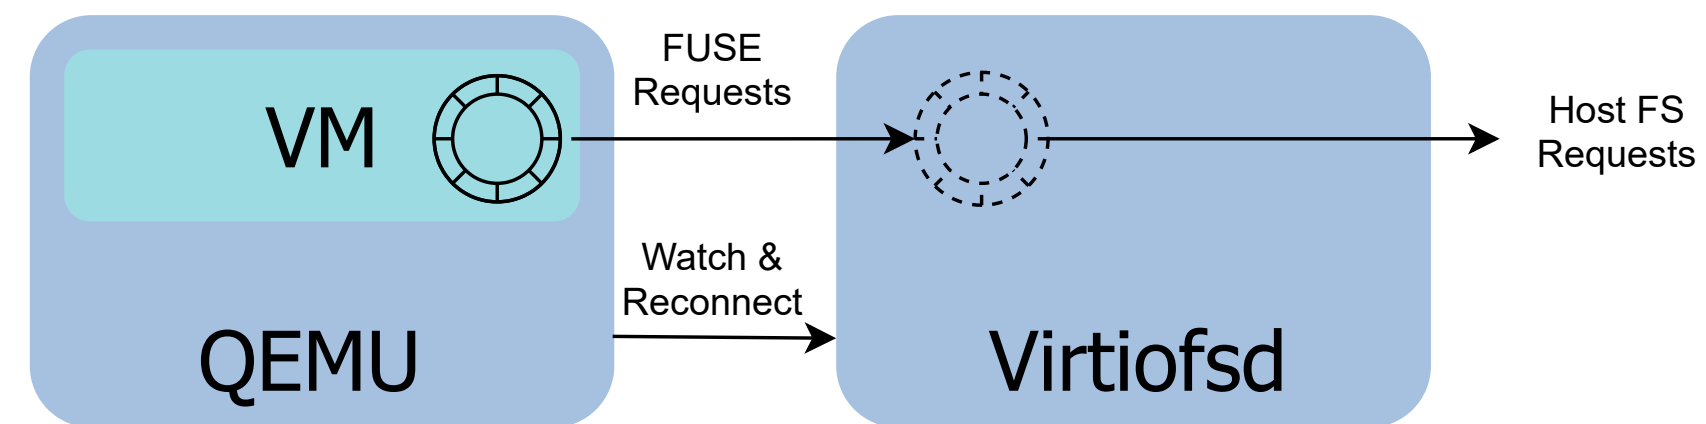 FUSE
Requests
VM
Host FS
Requests
Watch &
Reconnect
QEMU
Virtiofsd